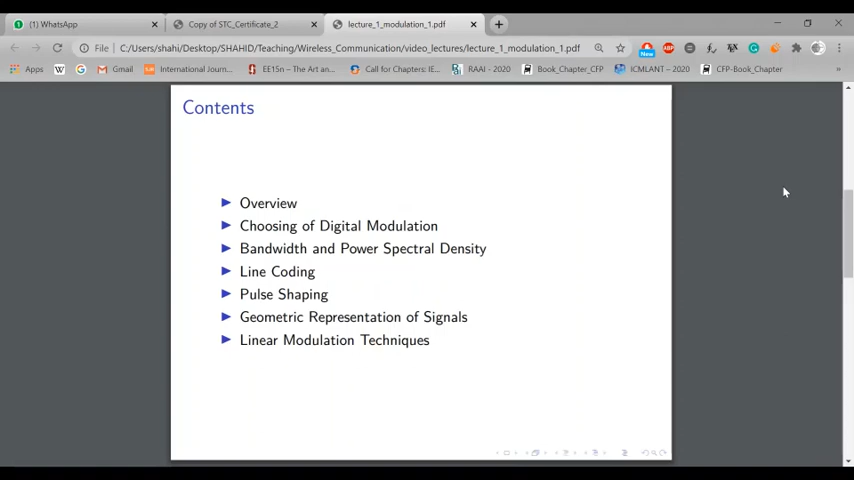 (1) WhatsApp
Copy of STC_Certificate_2
lecture_1_modulation_1.pdf
File
C:/Users/shahi/Desktop/SHAHID/Teaching/Wireless_Communication/video_lectures/lecture_1_modulation_1.pdf
New
ABP
Apps
Gmail
International Journ...
EE15n – The Art an...
Call for Chapters: IE...
RAAI - 2020
Book_Chapter_CFP
ICMLANT – 2020
CFP-Book_Chapter
Contents
Overview
Choosing of Digital Modulation
Bandwidth and Power Spectral Density
Line Coding
Pulse Shaping
Geometric Representation of Signals
Linear Modulation Techniques